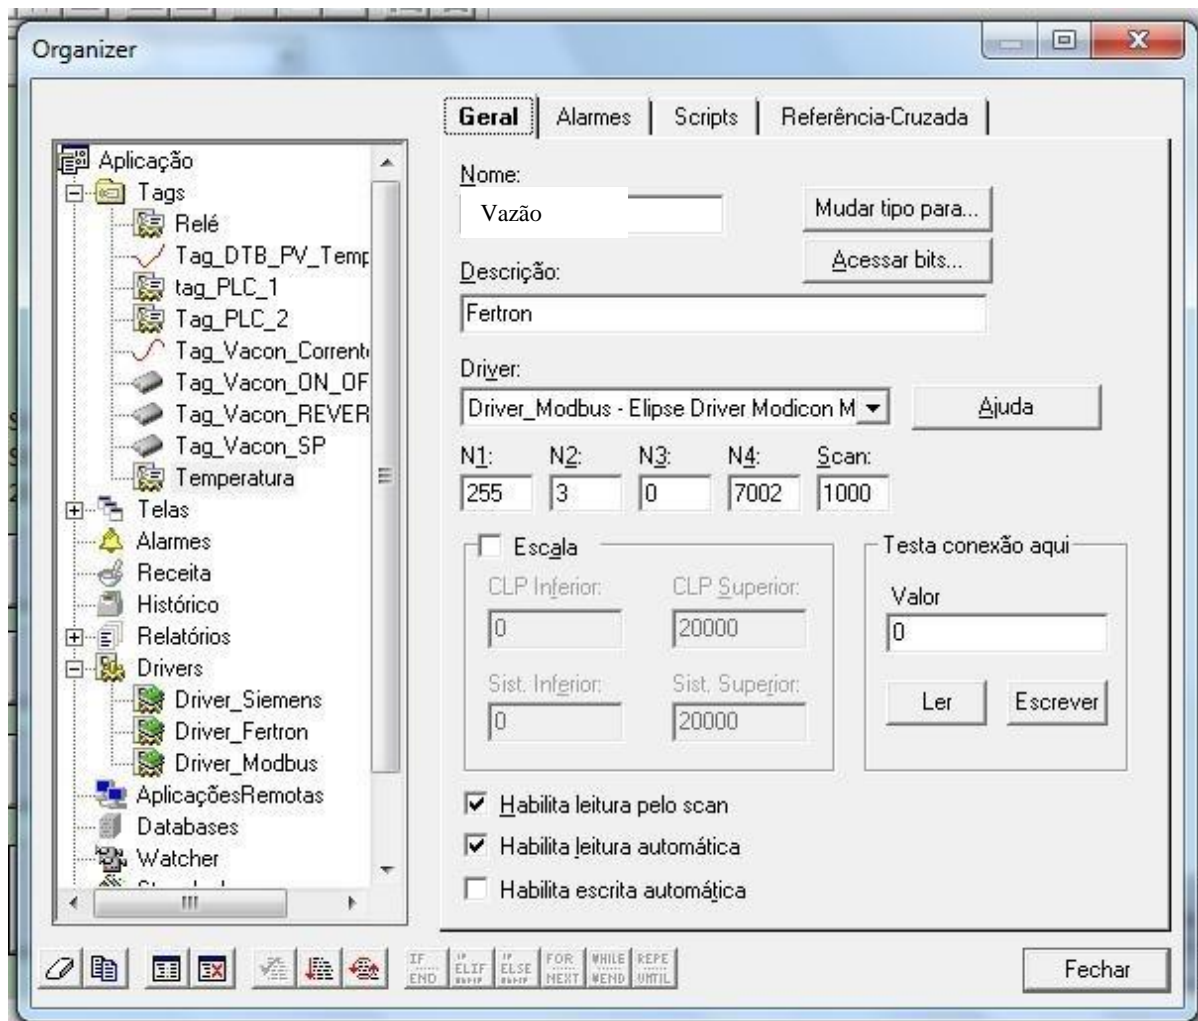 Organizer
Aplicação
Tags
Relé
Tag_DTB_PV_Temp
tag_PLC_1
Tag_PLC_2
Tag_Vacon_Corrent
Tag_Vacon_ON_OF
Tag_Vacon_REVER
Tag_Vacon_SP
Temperatura
Telas
Alarmes
Receita
Histórico
Relatórios
Drivers
Driver_Siemens
Driver_Fertron
Driver_Modbus
AplicaçõesRemotas
Databases
Watcher
Geral Alarmes Scripts Referência-Cruzada
Nome:
Vazão
Mudar tipo para...
Acessar bits...
Descrição:
Fertron
Driver:
Driver_Modbus - Elipse Driver Modicon M
Ajuda
N1: N2: N3: N4: Scan:
255 3 0 7002 1000
Escala
CLP Inferior: CLP Superior:
0 20000
Sist. Inferior: Sist. Superior:
0 20000
Testa conexão aqui
Valor
0
Ler Escrever
Habilita leitura pelo scan
Habilita leitura automática
Habilita escrita automática
IF END ELIF ELSE FOR NEXT WHILE WEND REPE UNTIL
Fechar